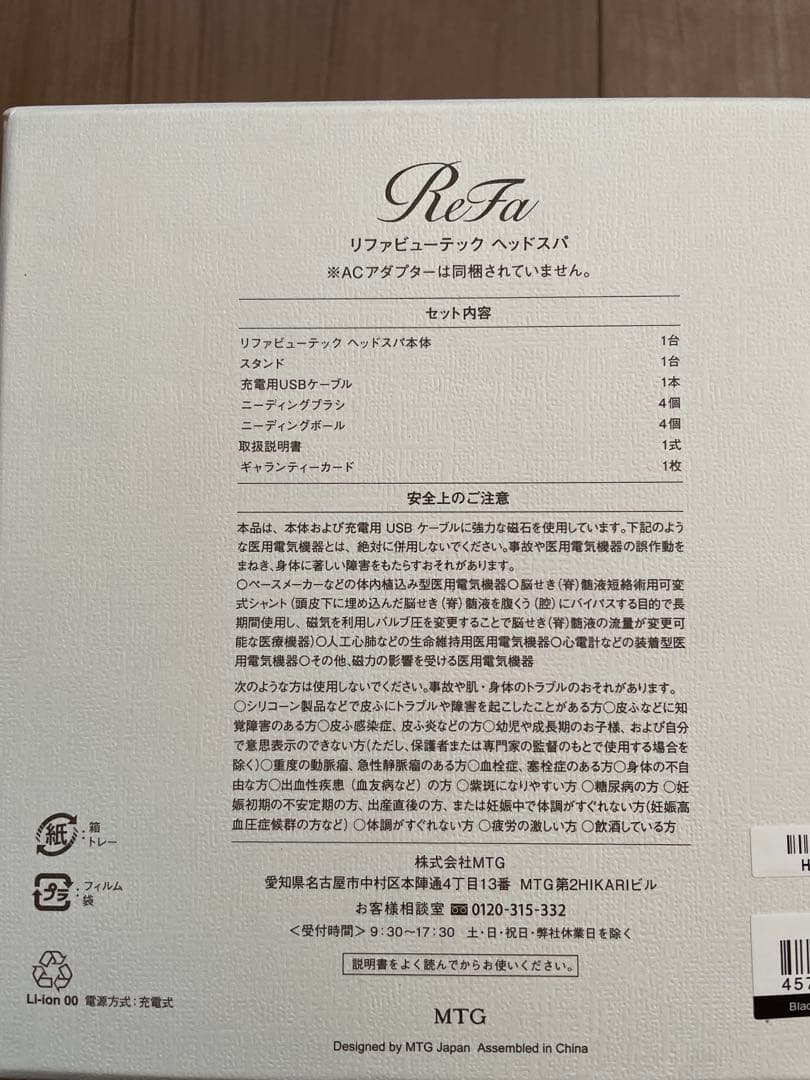 ReFa
リファビューテック ヘッドスパ
※ACアダプターは同梱されていません。
セット内容
リファビューテック ヘッドスパ本体 1台
スタンド 1台
充電用USBケーブル 1本
ニーディングブラシ 4個
ニーディングボール 4個
取扱説明書 1式
ギャランティーカード 1枚
安全上のご注意
本品は、本体および充電用 USB ケーブルに強力な磁石を使用しています。下記のよう
な医用電気機器とは、絶対に併用しないでください。事故や医用電気機器の誤作動を
まねき、身体に著しい障害をもたらすおそれがあります。
○ペースメーカーなどの体内植込み型医用電気機器○脳せき(脊)髄液短絡術用可変
式シャント(頭皮下に埋め込んだ脳せき(脊)髄液を腹くう(腔)にバイパスする目的で長
期間使用し、磁気を利用しバルブ圧を変更することで脳せき(脊)髄液の流量が変更可
能な医療機器)○人工心肺などの生命維持用医用電気機器○心電計などの装着型医
用電気機器○その他、磁力の影響を受ける医用電気機器
次のような方は使用しないでください。事故や肌・身体のトラブルのおそれがあります。
○シリコーン製品などで皮ふにトラブルや障害を起こしたことがある方○皮ふなどに知
覚障害のある方○皮ふ感染症、皮ふ炎などの方○幼児や成長期のお子様、および自分
で意思表示のできない方(ただし、保護者または専門家の監督のもとで使用する場合を
除く)○重度の動脈瘤、急性静脈瘤のある方○血栓症、塞栓症のある方○身体の不自
由な方○出血性疾患(血友病など)の方○紫斑になりやすい方○糖尿病の方○妊
娠初期の不安定期の方、出産直後の方、または妊娠中で体調がすぐれない方(妊娠高
血圧症候群の方など)○体調がすぐれない方○疲労の激しい方○飲酒している方
株式会社MTG
愛知県名古屋市中村区本陣通4丁目13番 MTG第2HIKARIビル
お客様相談室 0120-315-332
<受付時間> 9:30〜17:30 土・日・祝日・弊社休業日を除く
説明書をよく読んでからお使いください。
MTG
Designed by MTG Japan Assembled in China
紙 : 箱
トレー
プラ : フィルム
袋
Li-ion 00 電源方式:充電式
H
457
Blac